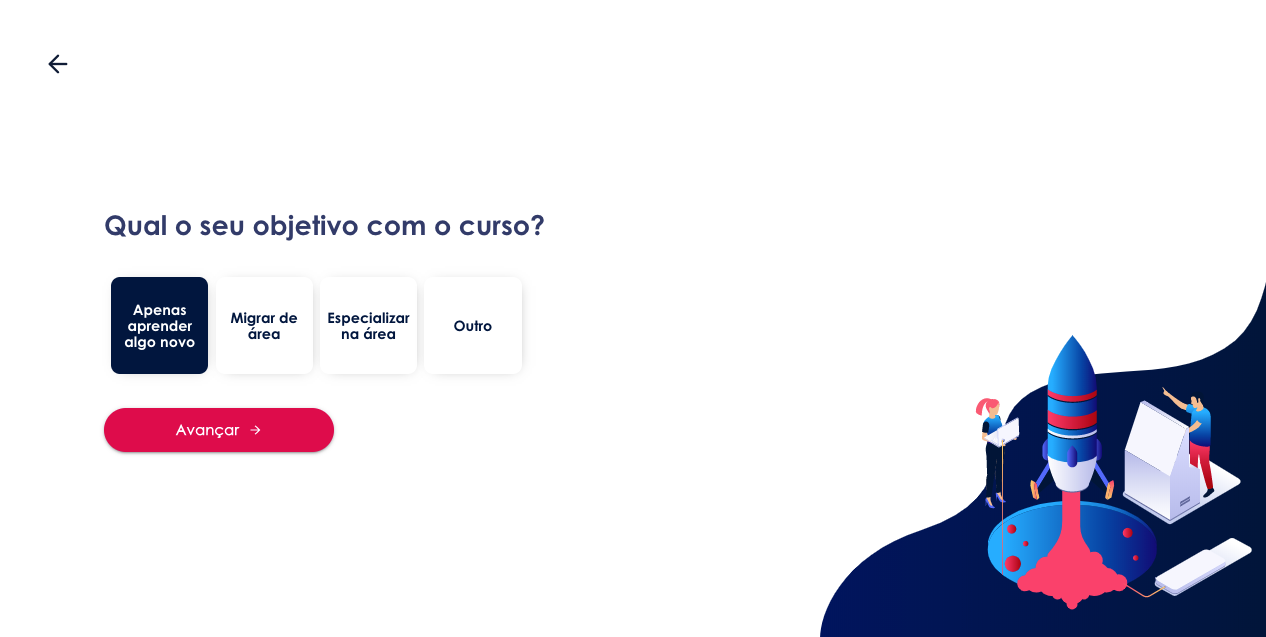 Qual o seu objetivo com o curso?
Apenas
aprender
algo novo
Migrar de
área
Especializar
na área
Outro
Avançar